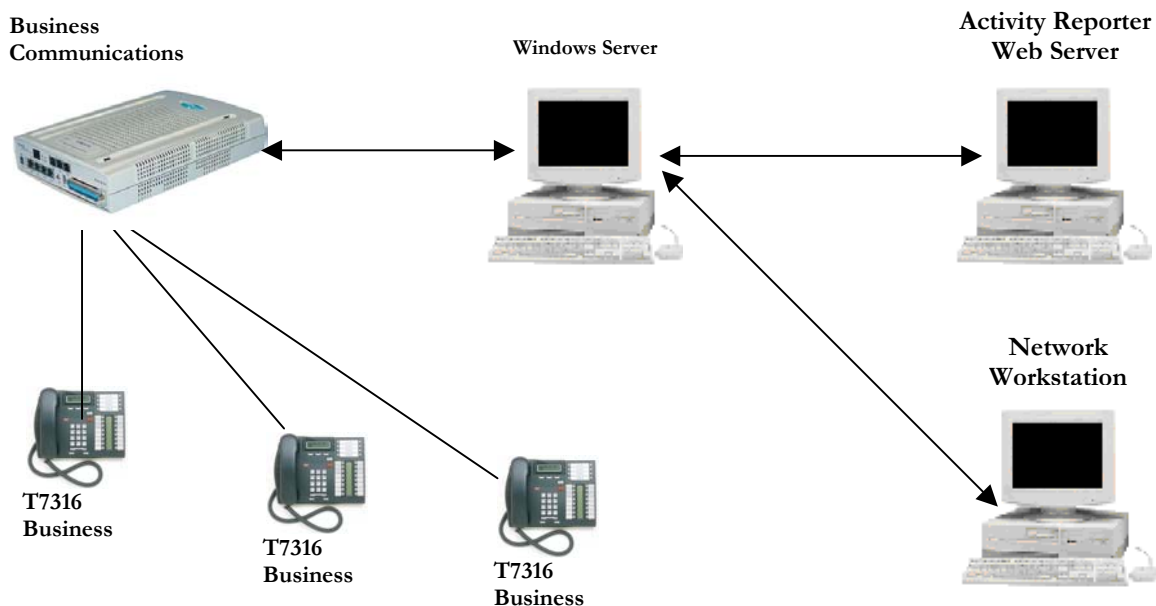 Business
Communications
Windows Server
Activity Reporter
Web Server
Network
Workstation
T7316
Business
T7316
Business
T7316
Business